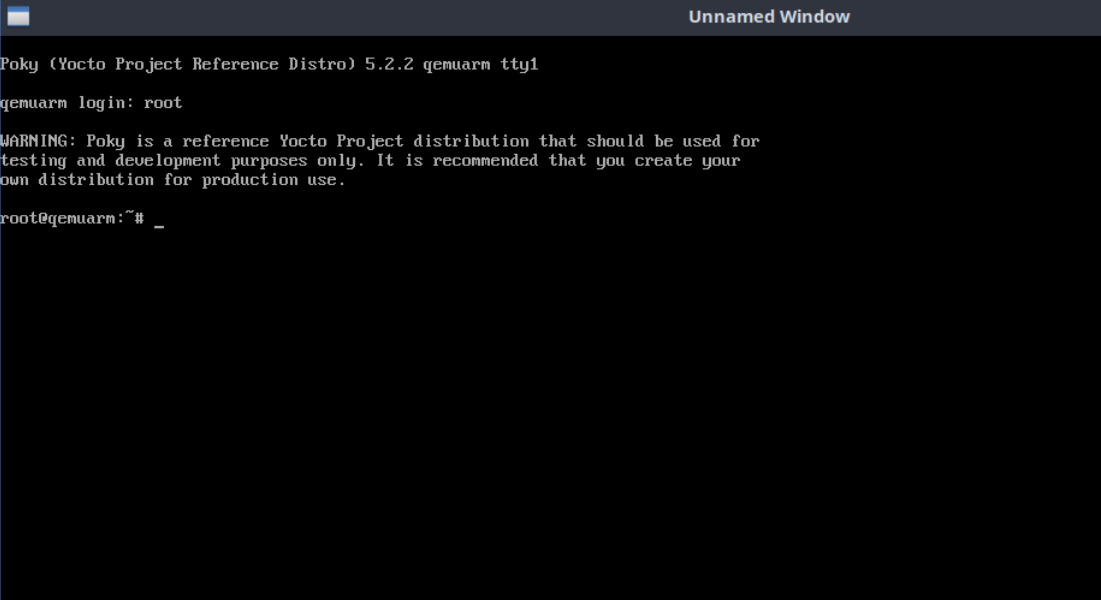 Unnamed Window
Poky (Yocto Project Reference Distro) 5.2.2 qemuarm tty1
qemuarm login: root
WARNING: Poky is a reference Yocto Project distribution that should be used for
testing and development purposes only. It is recommended that you create your
own distribution for production use.
root@qemuarm:~# _